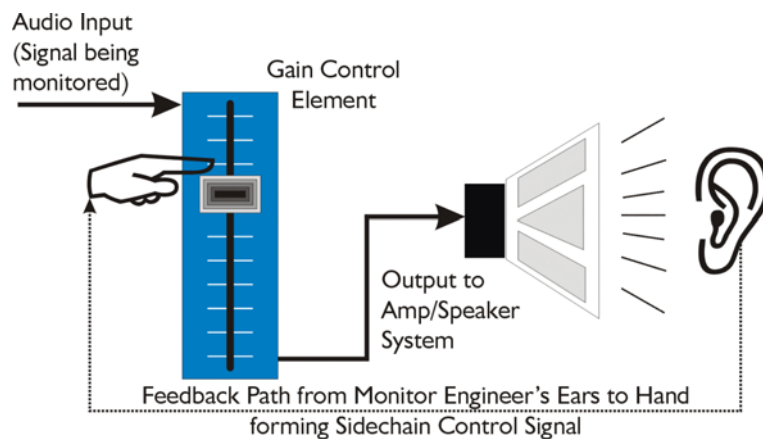 Audio Input
(Signal being
monitored)
Gain Control
Element
Output to
Amp/Speaker
System
Feedback Path from Monitor Engineer's Ears to Hand
forming Sidechain Control Signal